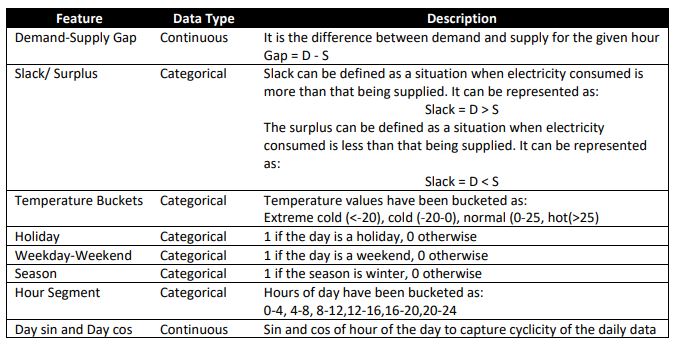 Feature Data Type Description
Demand-Supply Gap Continuous It is the difference between demand and supply for the given hour
Gap = D - S
Slack/ Surplus Categorical Slack can be defined as a situation when electricity consumed is
more than that being supplied. It can be represented as:
Slack = D > S
The surplus can be defined as a situation when electricity
consumed is less than that being supplied. It can be represented
as:
Slack = D < S
Temperature Buckets Categorical Temperature values have been bucketed as:
Extreme cold (<-20), cold (-20-0), normal (0-25, hot(>25)
Holiday Categorical 1 if the day is a holiday, 0 otherwise
Weekday-Weekend Categorical 1 if the day is a weekend, 0 otherwise
Season Categorical 1 if the season is winter, 0 otherwise
Hour Segment Categorical Hours of day have been bucketed as:
0-4, 4-8, 8-12,12-16,16-20,20-24
Day sin and Day cos Continuous Sin and cos of hour of the day to capture cyclicity of the daily data